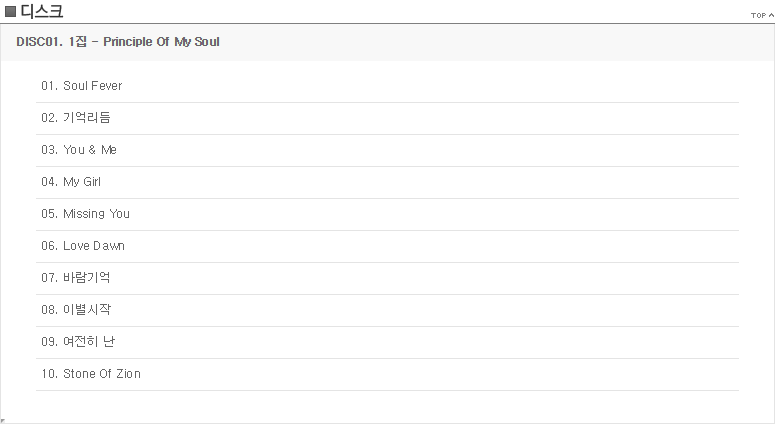 디스크
TOP
DISC01. 1집 - Principle Of My Soul
01. Soul Fever
02. 기억리듬
03. You & Me
04. My Girl
05. Missing You
06. Love Dawn
07. 바람기억
08. 이별시작
09. 여전히 난
10. Stone Of Zion